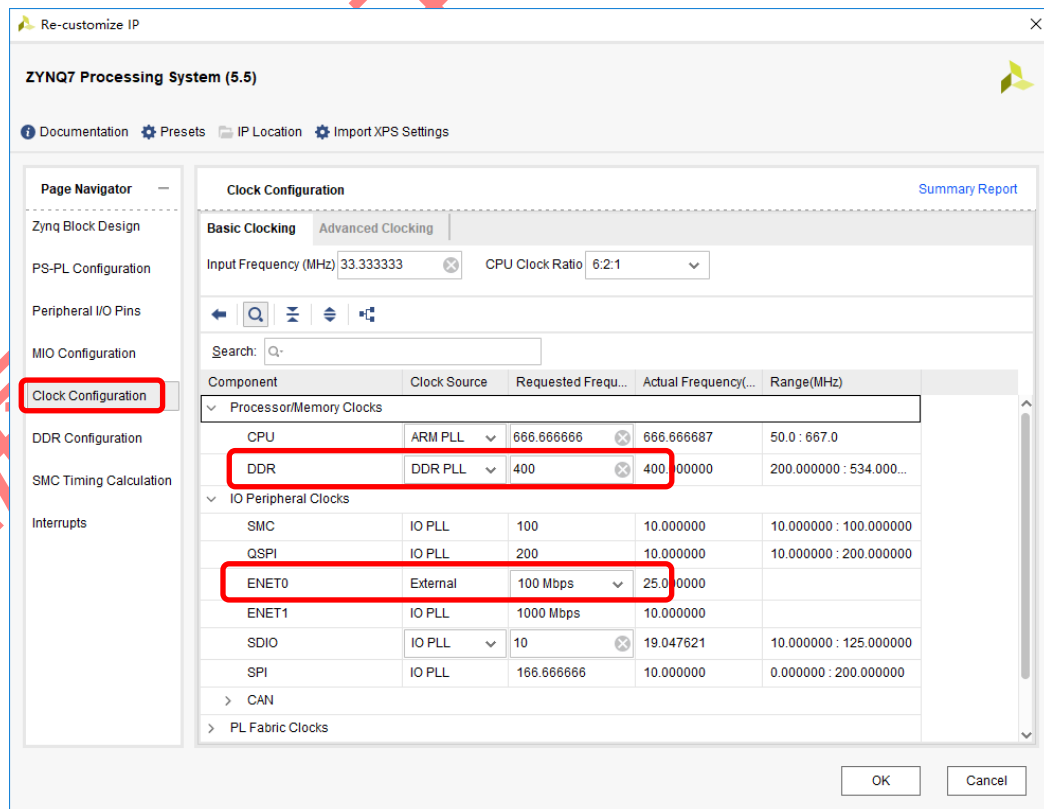 Re-customize IP
ZYNQ7 Processing System (5.5)
Documentation Presets IP Location Import XPS Settings
Page Navigator
Zynq Block Design
PS-PL Configuration
Peripheral I/O Pins
MIO Configuration
Clock Configuration
DDR Configuration
SMC Timing Calculation
Interrupts
Clock Configuration Summary Report
Basic Clocking Advanced Clocking
Input Frequency (MHz) 33.333333 CPU Clock Ratio 6:2:1
Search: Q-
Component Clock Source Requested Frequ... Actual Frequency(... Range(MHz)
Processor/Memory Clocks
CPU ARM PLL 666.666666 666.666687 50.0 : 667.0
DDR DDR PLL 400 400.000000 200.000000 : 534.000...
IO Peripheral Clocks
SMC IO PLL 100 10.000000 10.000000 : 100.000000
QSPI IO PLL 200 10.000000 10.000000 : 200.000000
ENET0 External 100 Mbps 25.000000
ENET1 IO PLL 1000 Mbps 10.000000
SDIO IO PLL 10 19.047621 10.000000 : 125.000000
SPI IO PLL 166.666666 10.000000 0.000000 : 200.000000
CAN
PL Fabric Clocks
OK Cancel